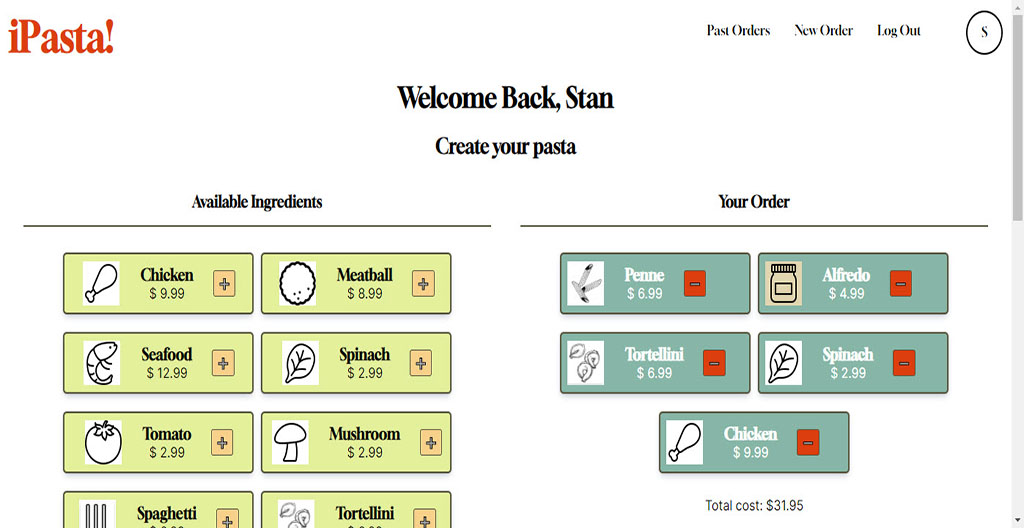 iPasta!
Past Orders
New Order
Log Out
S
Welcome Back, Stan
Create your pasta
Available Ingredients
Chicken
$ 9.99
Meatball
$ 8.99
Seafood
$ 12.99
Spinach
$ 2.99
Tomato
$ 2.99
Mushroom
$ 2.99
Spaghetti
Tortellini
Your Order
Penne
$ 6.99
Alfredo
$ 4.99
Tortellini
$ 6.99
Spinach
$ 2.99
Chicken
$ 9.99
Total cost: $31.95